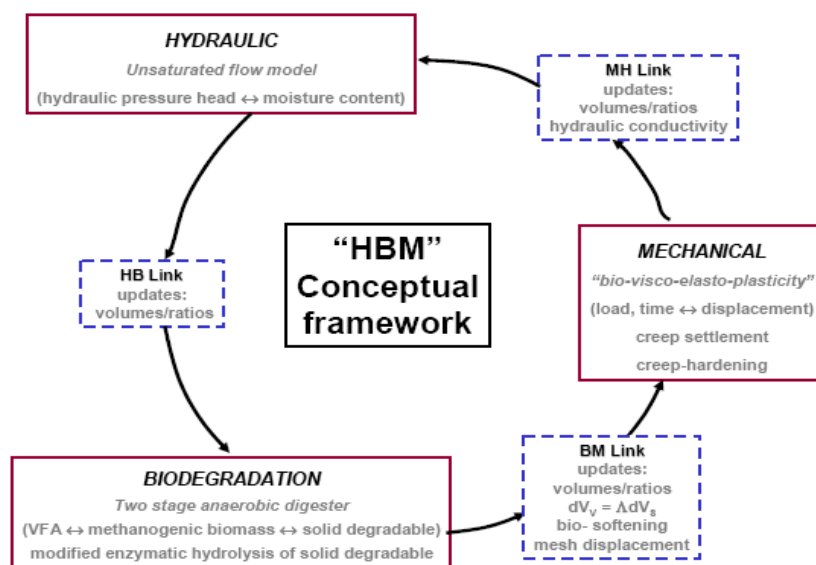 HYDRAULIC
Unsaturated flow model
(hydraulic pressure head ↔ moisture content)
MH Link
updates:
volumes/ratios
hydraulic conductivity
HB Link
updates:
volumes/ratios
“HBM”
Conceptual
framework
MECHANICAL
“bio-visco-elasto-plasticity”
(load, time ↔ displacement)
creep settlement
creep-hardening
BIODEGRADATION
Two stage anaerobic digester
(VFA ↔ methanogenic biomass ↔ solid degradable)
modified enzymatic hydrolysis of solid degradable
BM Link
updates:
volumes/ratios
dVᵥ = ΛdVₛ
bio- softening
mesh displacement